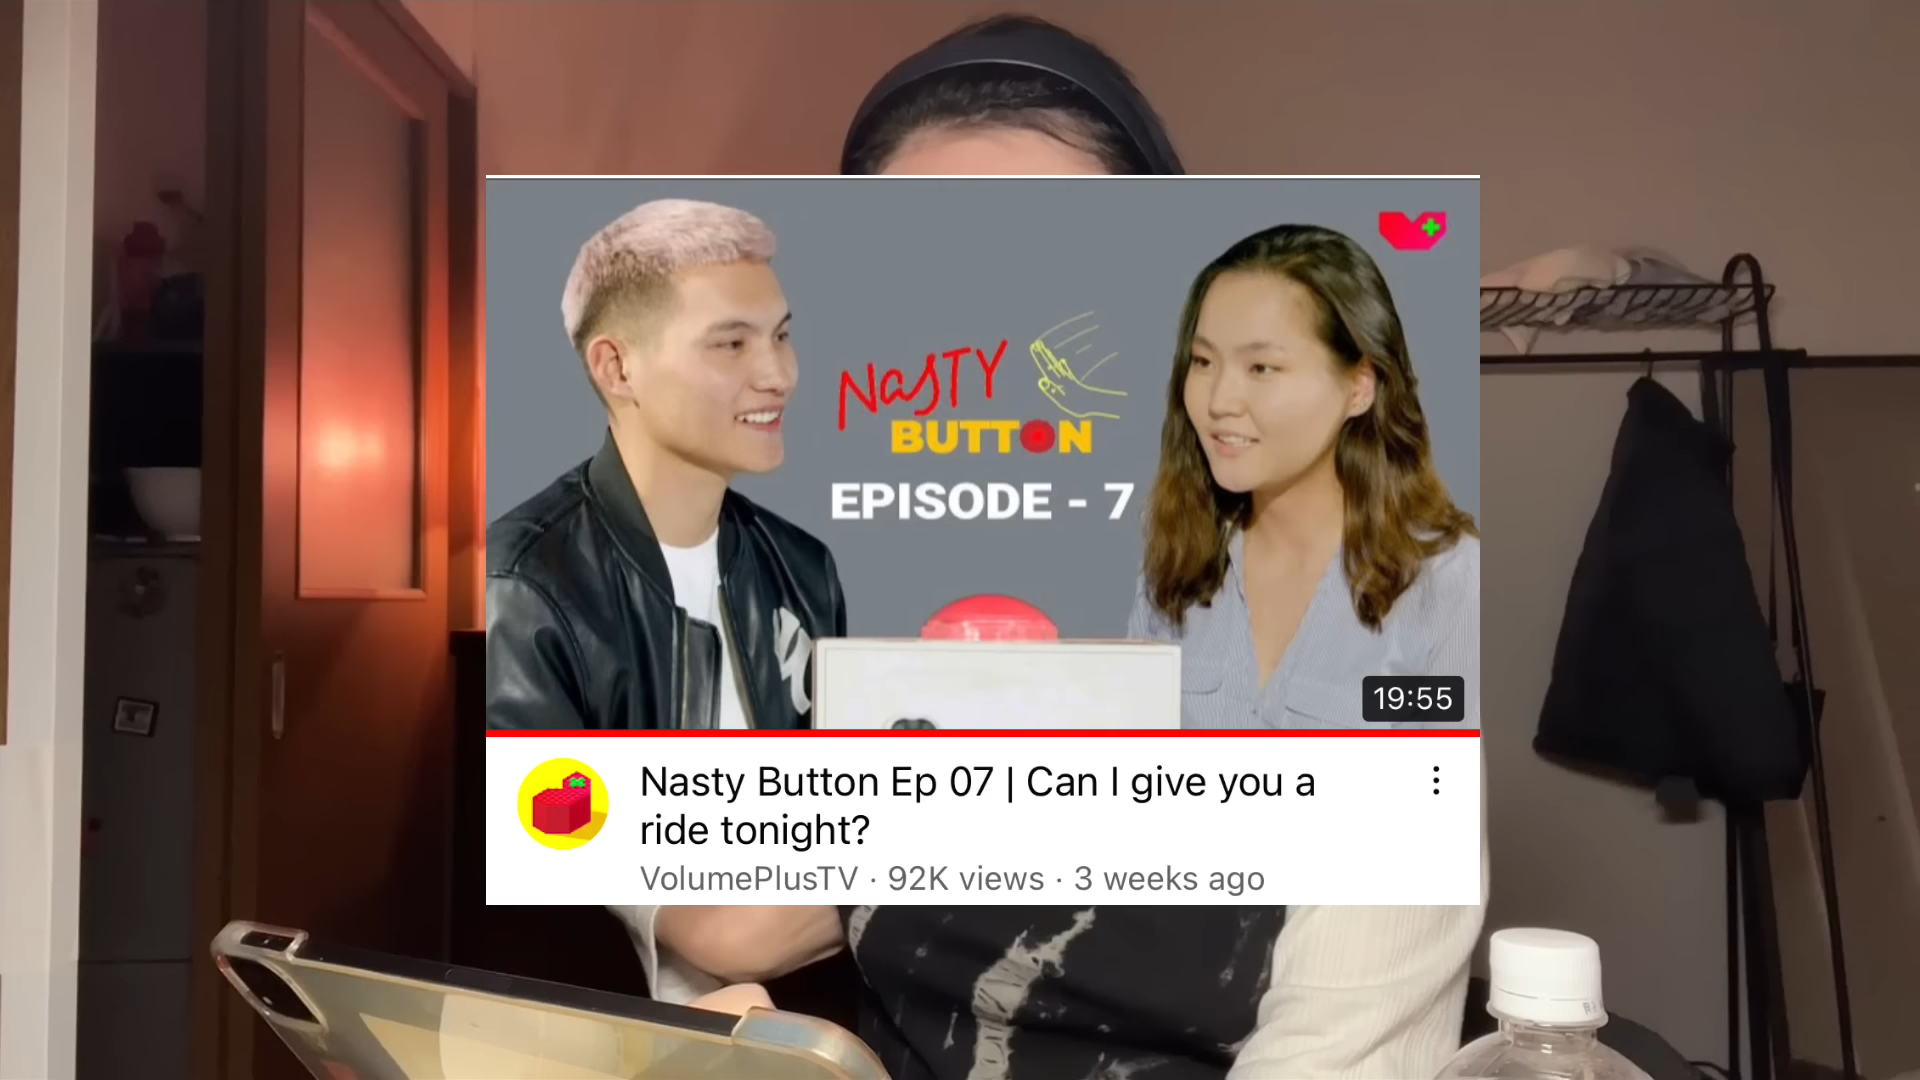 NasTY
BUTTON
EPISODE - 7
19:55
Nasty Button Ep 07 | Can I give you a
ride tonight?
VolumePlusTV · 92K views · 3 weeks ago